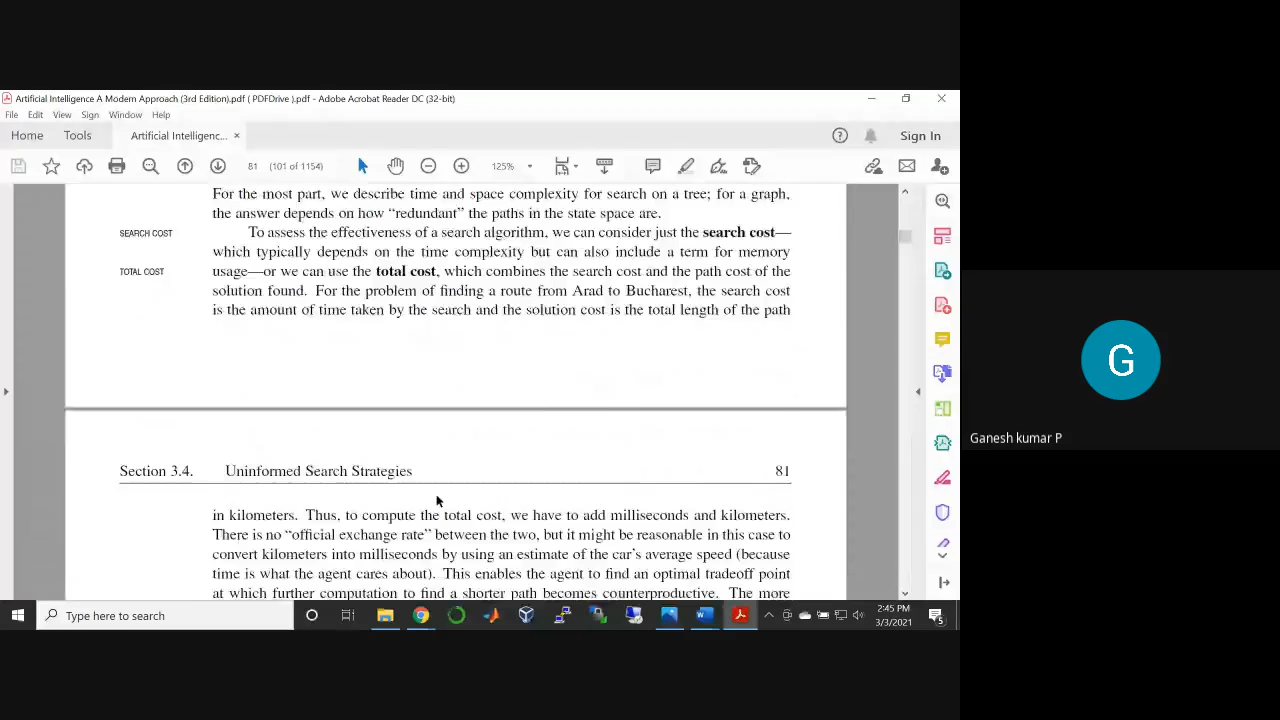 Artificial Intelligence A Modern Approach (3rd Edition).pdf ( PDFDrive ).pdf - Adobe Acrobat Reader DC (32-bit)
File Edit View Sign Window Help
Home Tools Artificial Intelligenc... × Sign In
81 (101 of 1154) 125%
For the most part, we describe time and space complexity for search on a tree; for a graph,
the answer depends on how “redundant” the paths in the state space are.
SEARCH COST To assess the effectiveness of a search algorithm, we can consider just the search cost—
which typically depends on the time complexity but can also include a term for memory
TOTAL COST usage—or we can use the total cost, which combines the search cost and the path cost of the
solution found. For the problem of finding a route from Arad to Bucharest, the search cost
is the amount of time taken by the search and the solution cost is the total length of the path
Section 3.4. Uninformed Search Strategies 81
in kilometers. Thus, to compute the total cost, we have to add milliseconds and kilometers.
There is no “official exchange rate” between the two, but it might be reasonable in this case to
convert kilometers into milliseconds by using an estimate of the car’s average speed (because
time is what the agent cares about). This enables the agent to find an optimal tradeoff point
at which further computation to find a shorter path becomes counterproductive. The more
Type here to search
2:45 PM
3/3/2021
5
G
Ganesh kumar P